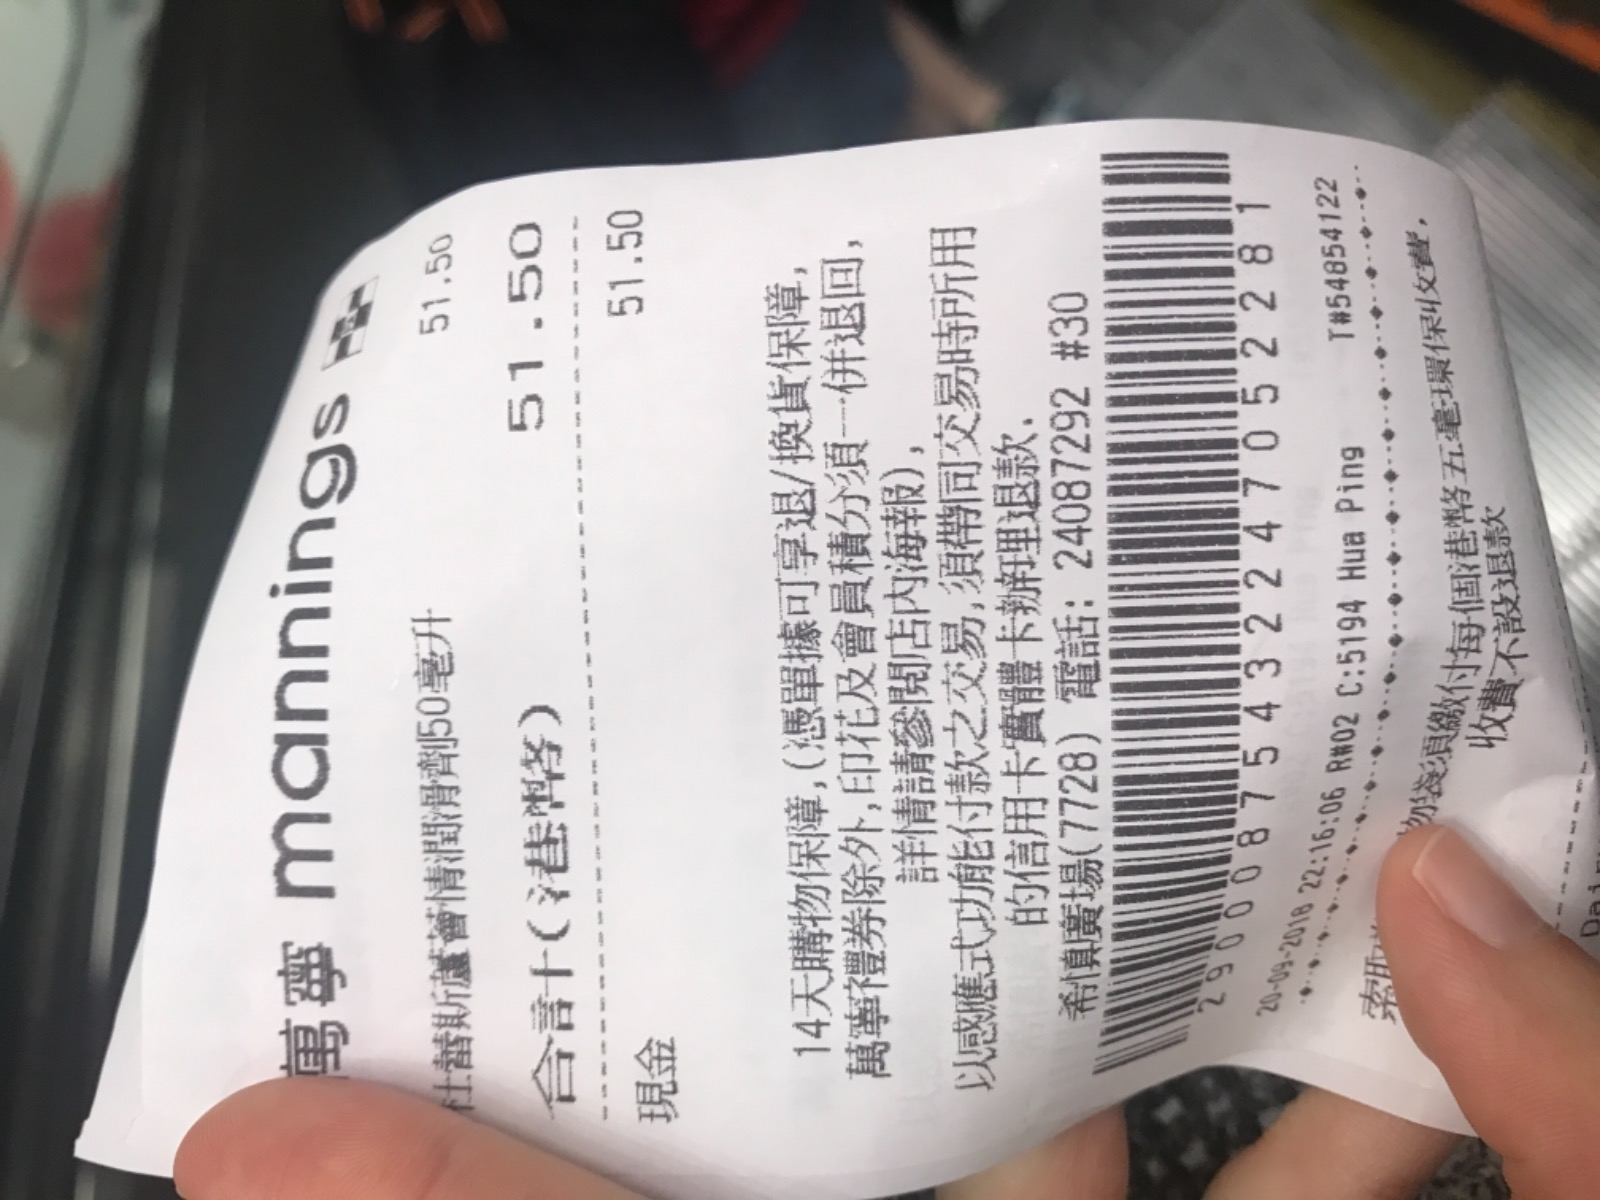 萬寧 mannings
杜蕾斯蘆薈情潤滑劑50毫升 51.50
合計(港幣) 51.50
現金 51.50
14天購物保障,(憑單據可享退/換貨保障,
萬寧禮券除外,印花及會員積分須一併退回,
詳情請參閱店內海報),
以感應式功能付款之交易,須帶同交易時所用
的信用卡實體卡辦理退款.
希慎廣場(7728) 電話: 24087292 #30
2900087543224705228 1
20-09-2018 22:16:06 R#02 C:5194 Hua Ping T#54854122
物袋須繳付每個港幣五毫環保收費,
收費不設退款